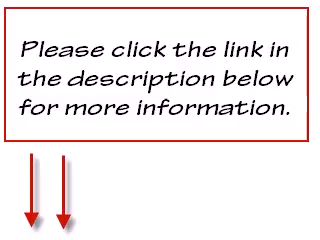 Please click the link in
the description below
for more information.